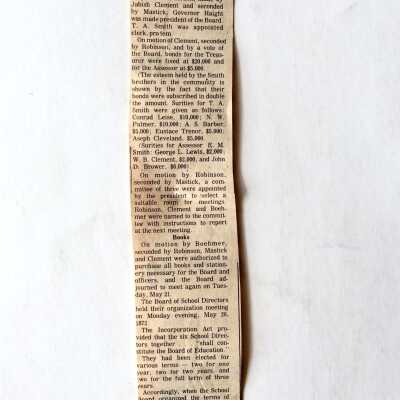 Jabish Clement and seconded
by Mastick, Governor Haight
was made president of the Board.
T. A. Smith was appointed
clerk, pro tem.
On motion of Clement, seconded
by Robinson, and by a vote of
the Board, bonds for the Treas-
urer were fixed at $20,000 and
for the Assessor at $5,000.
(The esteem held by the Smith
brothers in the community is
shown by the fact that their
bonds were subscribed in double
the amount. Surities for T. A.
Smith were given as follows:
Conrad Leise, $10,000; N. W.
Palmer, $10,000; A. S. Barber,
$5,000; Eustace Trenor, $5,000;
Aseph Cleveland, $5,000.
(Surities for Assessor E. M.
Smith: George L. Lewis, $2,000;
W. B. Clement, $2,000, and John
D. Brower, $6,000)
On motion by Robinson,
seconded by Mastick, a com-
mittee of three were appointed
by the president to select a
suitable room for meetings.
Robinson, Clement and Boeh-
mer were named to the commit-
tee with instructions to report
at the next meeting.
Books
On motion by Boehmer,
seconded by Robinson, Mastick
and Clement were authorized to
purchase all books and station-
ery necessary for the Board and
officers, and the Board ad-
journed to meet again on Tues-
day, May 21.
The Board of School Directors
held their organization meeting
on Monday evening, May 20,
1872.
The Incorporation Act pro-
vided that the six School Direc-
tors together "shall con-
stitute the Board of Education."
They had been elected for
various terms — two for one
year, two for two years, and
two for the full term of three
years.
Accordingly, when the School
Board organized the terms of